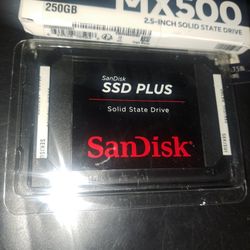 250GB
MX500
2.5-INCH SOLID STATE DRIVE
SanDisk
SSD PLUS
Solid State Drive
SanDisk